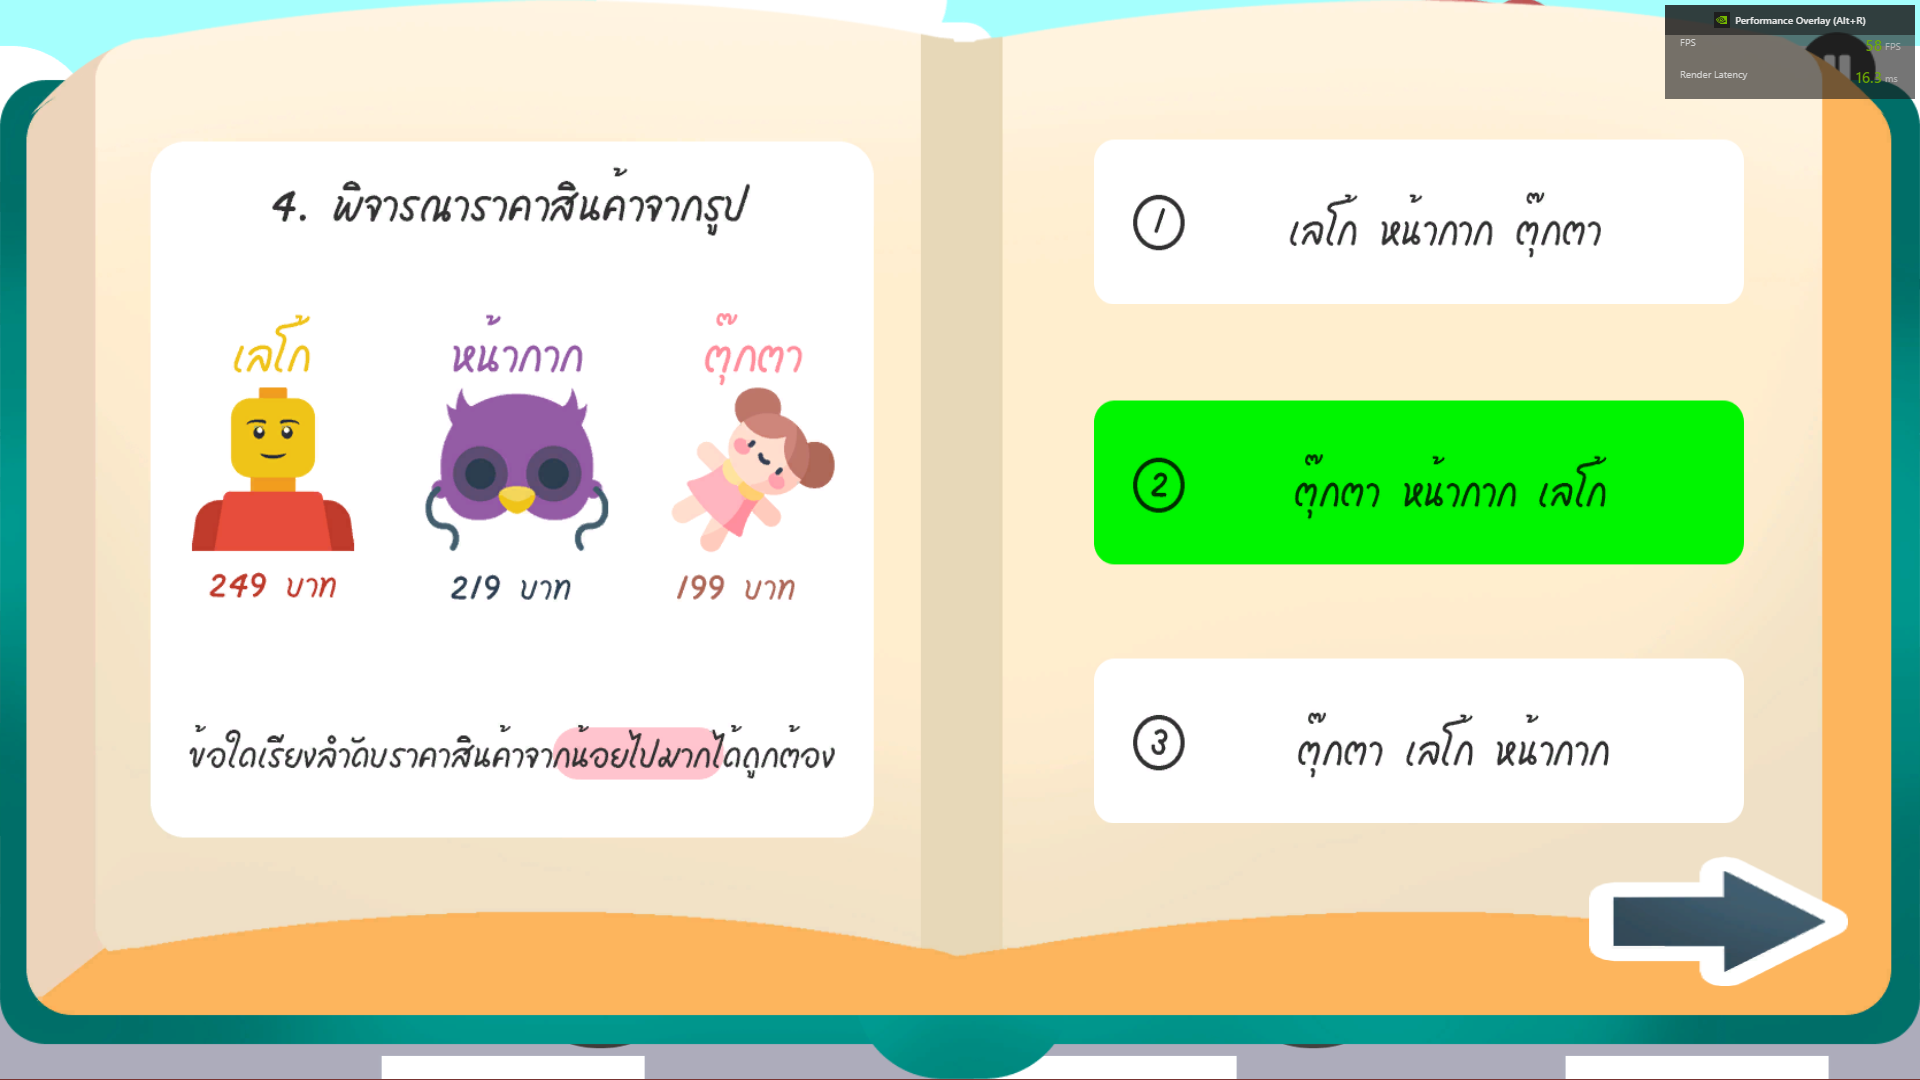 4. พิจารณาราคาสินค้าจากรูป
เลโก้ หน้ากาก ตุ๊กตา
249 บาท 219 บาท 199 บาท
ข้อใดเรียงลำดับราคาสินค้าจากน้อยไปมากได้ถูกต้อง
1 เลโก้ หน้ากาก ตุ๊กตา
2 ตุ๊กตา หน้ากาก เลโก้
3 ตุ๊กตา เลโก้ หน้ากาก
Performance Overlay (Alt+R)
FPS 58 FPS
Render Latency 16.3 ms